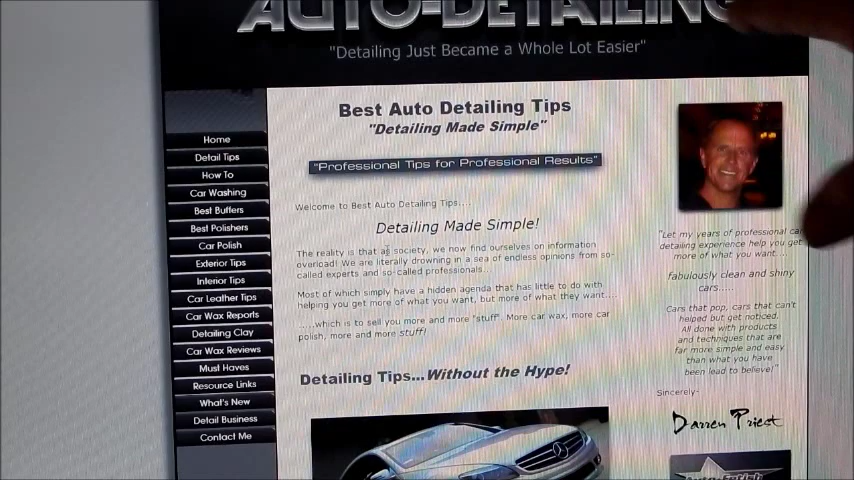 AUTO-DETAILING
"Detailing Just Became a Whole Lot Easier"
Home
Detail Tips
How To
Car Washing
Best Buffers
Best Polishers
Car Polish
Exterior Tips
Interior Tips
Car Leather Tips
Car Wax Reports
Detailing Clay
Car Wax Reviews
Must Haves
Resource Links
What's New
Detail Business
Contact Me
Best Auto Detailing Tips
"Detailing Made Simple"
"Professional Tips for Professional Results"
Welcome to Best Auto Detailing Tips....
Detailing Made Simple!
The reality is that as society, we now find ourselves on information
overload! We are literally drowning in a sea of endless opinions from so-
called experts and so-called professionals...
Most of which simply have a hidden agenda that has little to do with
helping you get more of what you want, but more of what they want....
.....which is to sell you more and more "stuff". More car wax, more car
polish, more and more stuff!
Detailing Tips...Without the Hype!
"Let my years of professional car
detailing experience help you get
more of what you want....
fabulously clean and shiny
cars.....
Cars that pop, cars that can't
helped but get noticed.
All done with products
and techniques that are
far more simple and easy
than what you have
been lead to believe!"
Sincerely-
Darren Priest